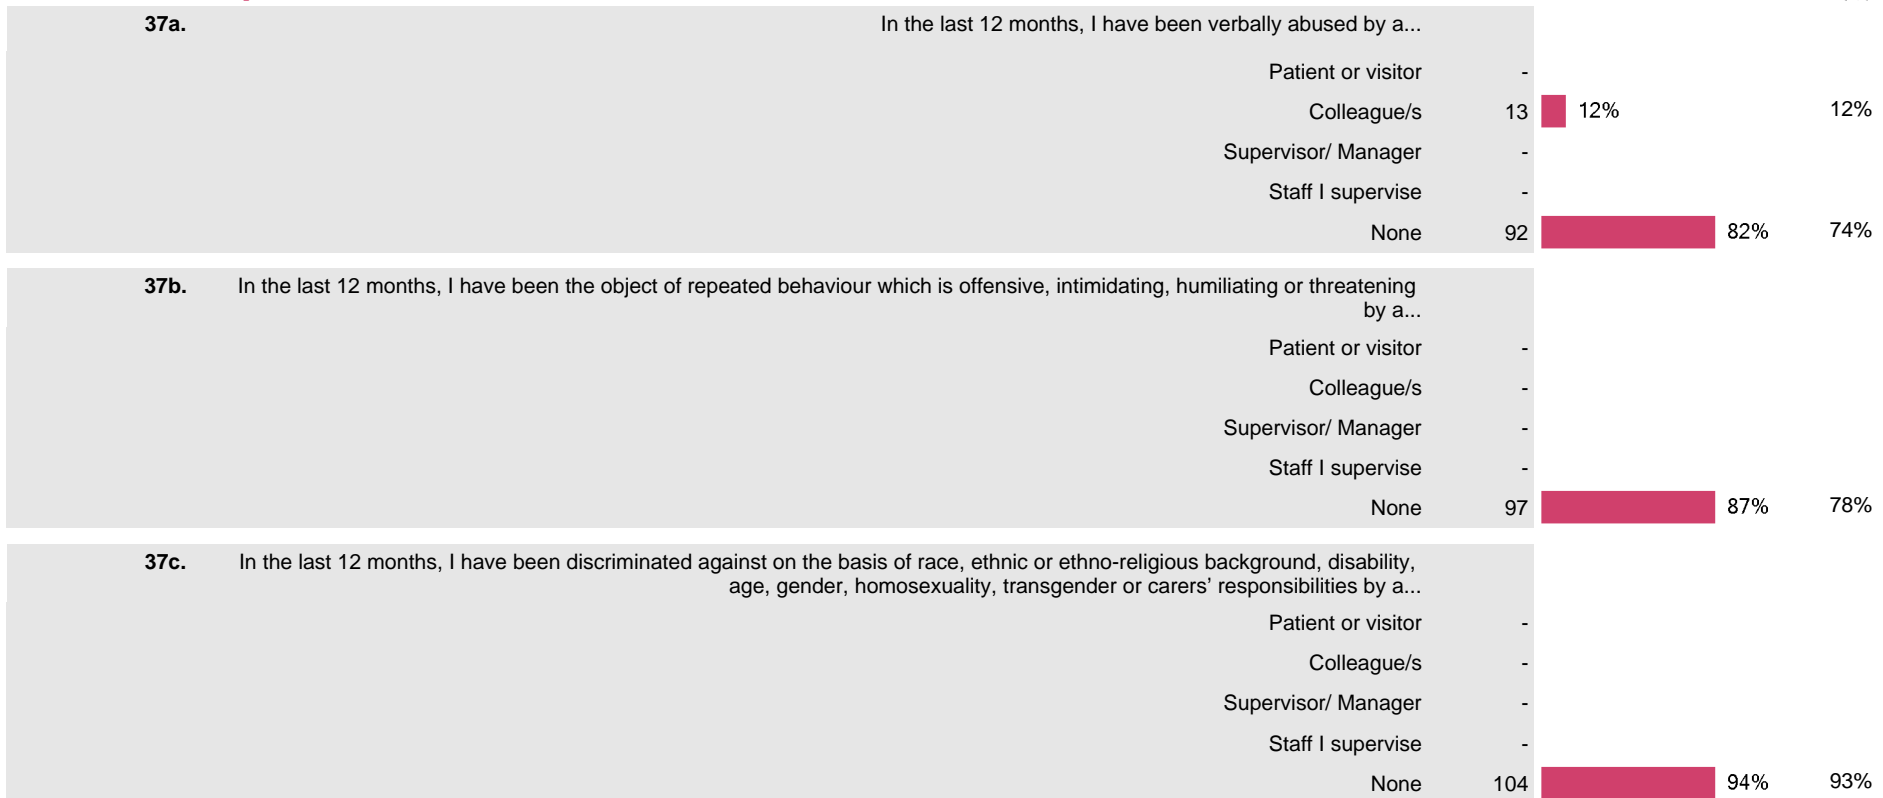 37a. In the last 12 months, I have been verbally abused by a...
Patient or visitor -
Colleague/s 13 12% 12%
Supervisor/ Manager -
Staff I supervise -
None 92 82% 74%
37b. In the last 12 months, I have been the object of repeated behaviour which is offensive, intimidating, humiliating or threatening
by a...
Patient or visitor -
Colleague/s -
Supervisor/ Manager -
Staff I supervise -
None 97 87% 78%
37c. In the last 12 months, I have been discriminated against on the basis of race, ethnic or ethno-religious background, disability,
age, gender, homosexuality, transgender or carers’ responsibilities by a...
Patient or visitor -
Colleague/s -
Supervisor/ Manager -
Staff I supervise -
None 104 94% 93%